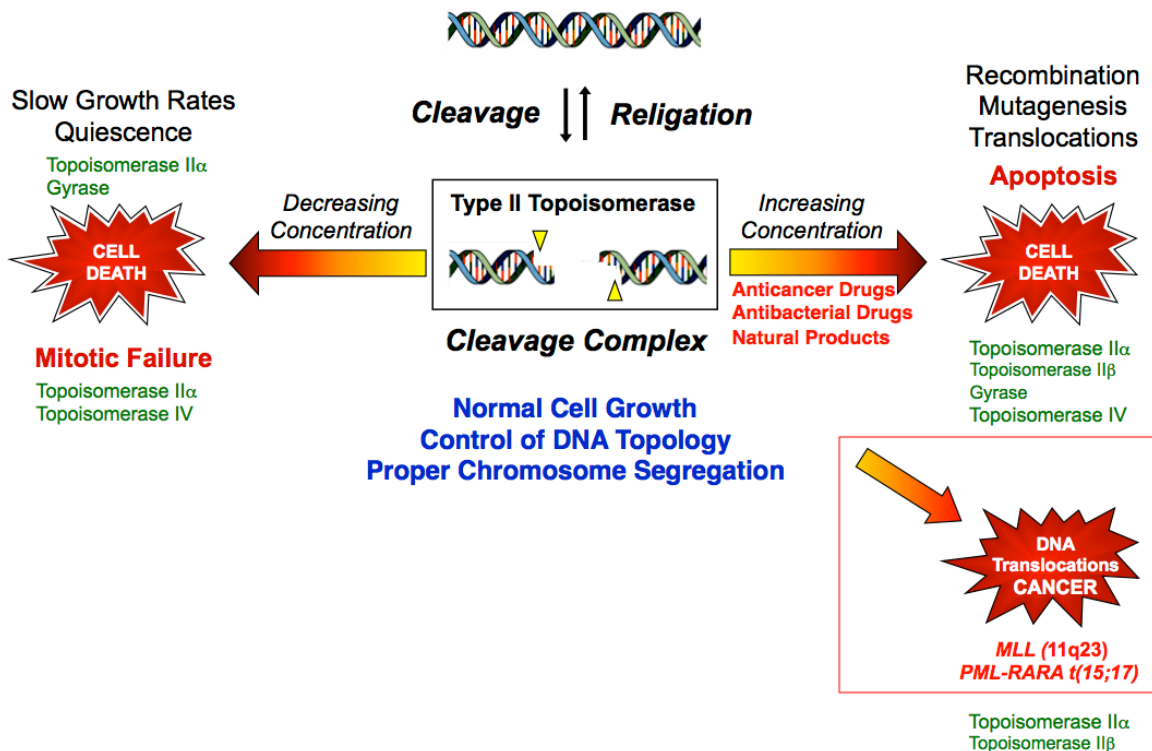 Cleavage
Religation
Slow Growth Rates
Quiescence
Topoisomerase IIα
Gyrase
CELL
DEATH
Mitotic Failure
Topoisomerase IIα
Topoisomerase IV
Decreasing
Concentration
Type II Topoisomerase
Cleavage Complex
Normal Cell Growth
Control of DNA Topology
Proper Chromosome Segregation
Increasing
Concentration
Anticancer Drugs
Antibacterial Drugs
Natural Products
Recombination
Mutagenesis
Translocations
Apoptosis
CELL
DEATH
Topoisomerase IIα
Topoisomerase IIβ
Gyrase
Topoisomerase IV
DNA
Translocations
CANCER
MLL (11q23)
PML-RARA t(15;17)
Topoisomerase IIα
Topoisomerase IIβ